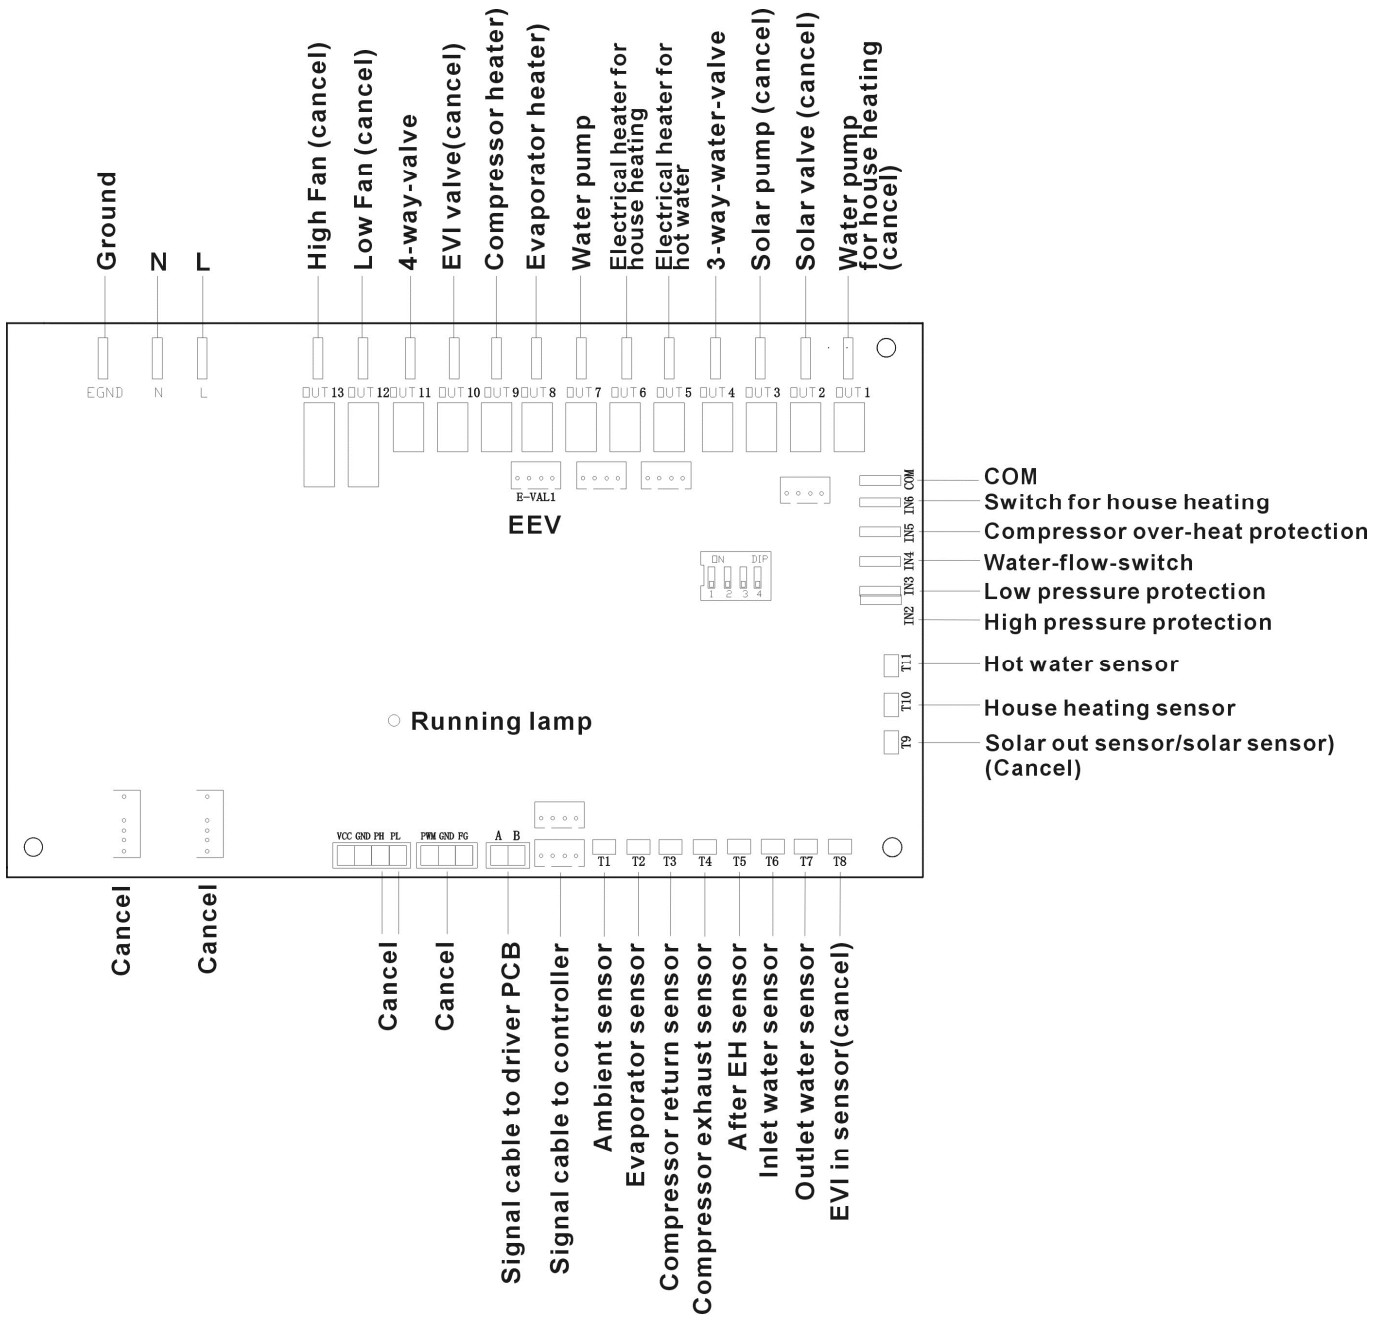 Ground
N
L
High Fan (cancel)
Low Fan (cancel)
4-way-valve
EVI valve(cancel)
Compressor heater)
Evaporator heater)
Water pump
Electrical heater for
house heating
Electrical heater for
hot water
3-way-water-valve
Solar pump (cancel)
Solar valve (cancel)
Water pump
for house heating
(cancel)
EGND
N
L
OUT13
OUT12
OUT11
OUT10
OUT9
OUT8
OUT7
OUT6
OUT5
OUT4
OUT3
OUT2
OUT1
E-VAL1
EEV
ON DIP
1 2 3 4
COM
COM
IN6
Switch for house heating
IN5
Compressor over-heat protection
IN4
Water-flow-switch
IN3
Low pressure protection
IN2
High pressure protection
T11
Hot water sensor
T10
House heating sensor
T9
Solar out sensor/solar sensor)
(Cancel)
Running lamp
VCC GND PH PL
PWM GND FG
A B
T1
T2
T3
T4
T5
T6
T7
T8
Cancel
Cancel
Cancel
Cancel
Signal cable to driver PCB
Signal cable to controller
Ambient sensor
Evaporator sensor
Compressor return sensor
Compressor exhaust sensor
After EH sensor
Inlet water sensor
Outlet water sensor
EVI in sensor(cancel)